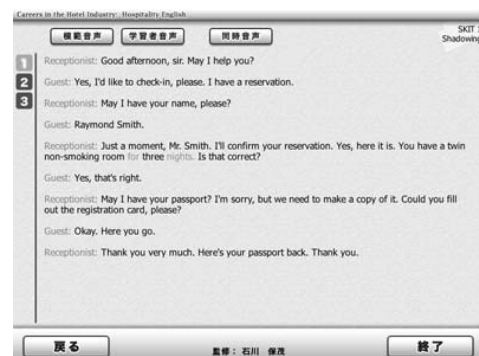 Careers in the Hotel Industry: Hospitality English
模範音声 学習者音声 同時音声
SKIT 1
Shadowing
1
2
3
Receptionist: Good afternoon, sir. May I help you?
Guest: Yes, I'd like to check-in, please. I have a reservation.
Receptionist: May I have your name, please?
Guest: Raymond Smith.
Receptionist: Just a moment, Mr. Smith. I'll confirm your reservation. Yes, here it is. You have a twin
non-smoking room for three nights. Is that correct?
Guest: Yes, that's right.
Receptionist: May I have your passport? I'm sorry, but we need to make a copy of it. Could you fill
out the registration card, please?
Guest: Okay. Here you go.
Receptionist: Thank you very much. Here's your passport back. Thank you.
戻る
監修：石川 保茂
終了